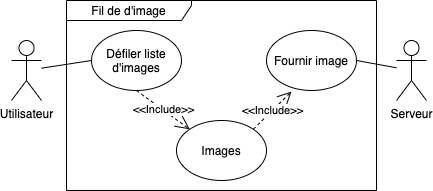 Fil de d'image
Défiler liste
d'images
Fournir image
<<Include>>
<<Include>>
Utilisateur
Serveur
Images